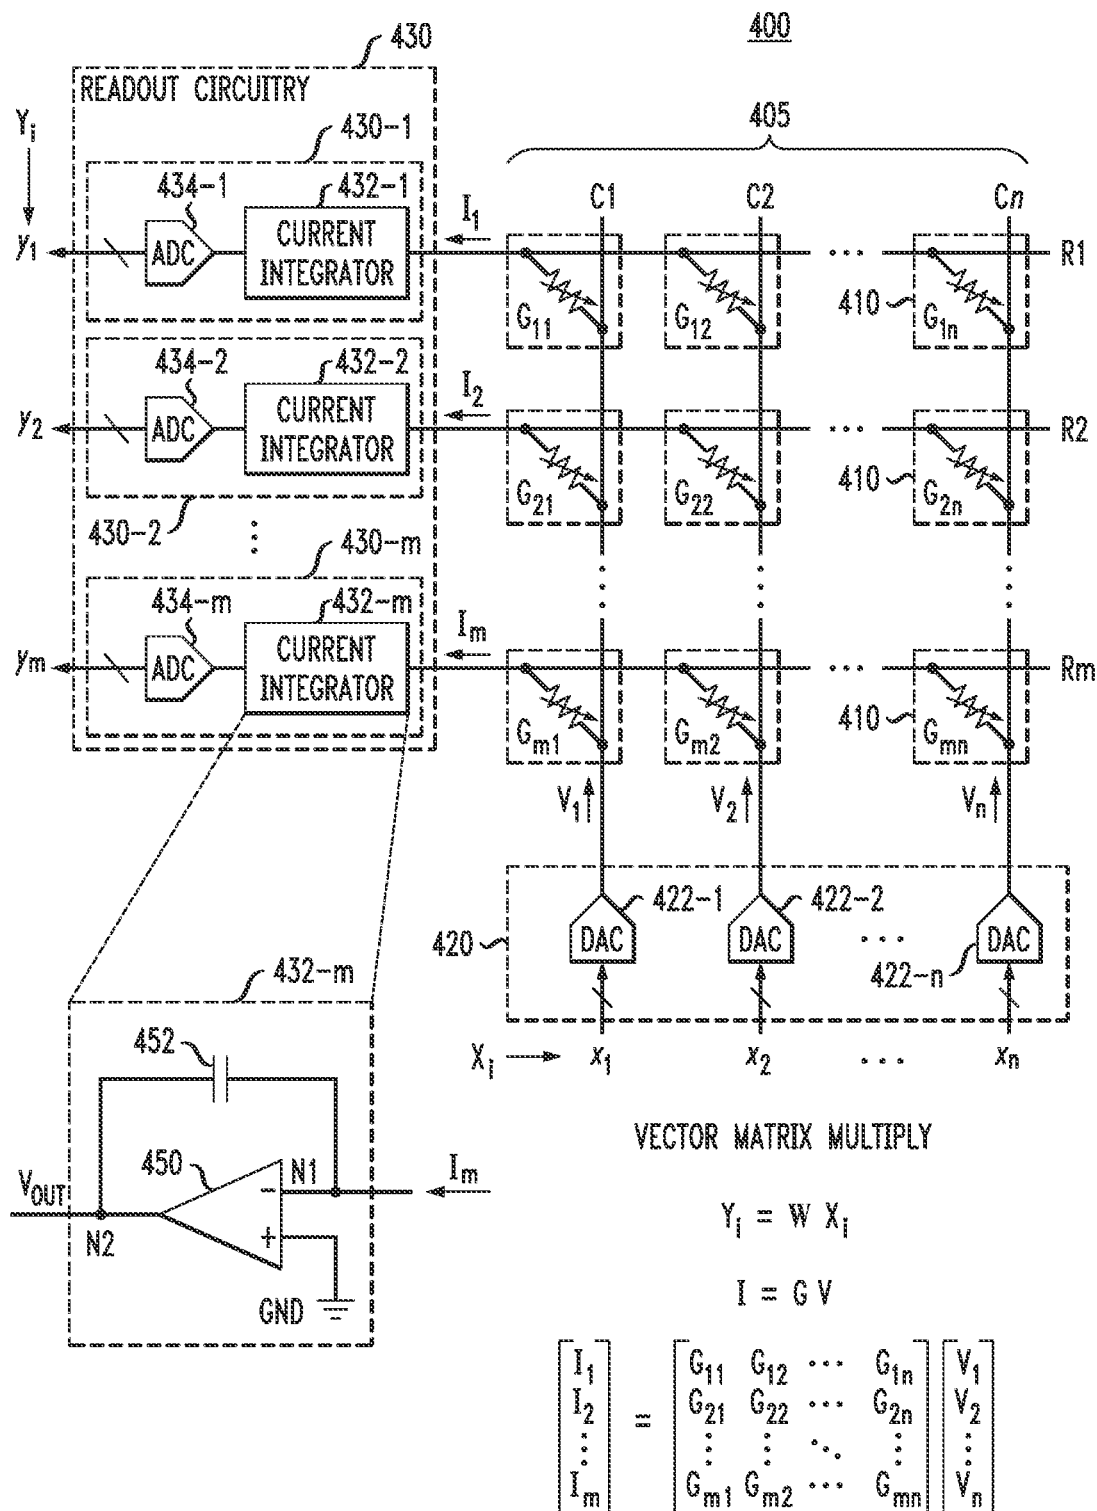 400
430
READOUT CIRCUITRY
Yi
430-1
405
434-1
432-1
C1
C2
Cn
I1
y1
ADC
CURRENT
INTEGRATOR
R1
G11
G12
410
G1n
434-2
432-2
I2
y2
ADC
CURRENT
INTEGRATOR
R2
G21
G22
410
G2n
430-2
430-m
434-m
432-m
Im
ym
ADC
CURRENT
INTEGRATOR
Rm
Gm1
Gm2
410
Gmn
V1
V2
Vn
422-1
422-2
420
DAC
DAC
... DAC
422-n
432-m
452
Xi
x1
x2
...
xn
VECTOR MATRIX MULTIPLY
450
N1
Im
VOUT
-
+
N2
GND
Yi = W Xi
I = G V
I1 G11 G12 ... G1n V1
I2 = G21 G22 ... G2n V2
⋮ ⋮ ⋮ ⋱ ⋮ ⋮
Im Gm1 Gm2 ... Gmn Vn